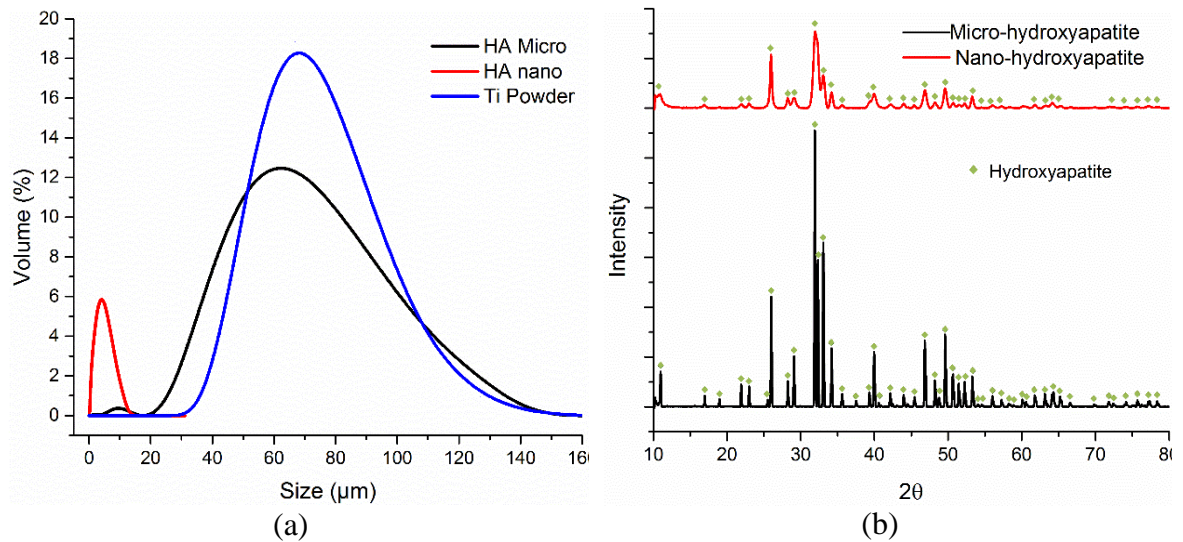 20
18
16
14
12
10
8
6
4
2
0
Volume (%)
HA Micro
HA nano
Ti Powder
0 20 40 60 80 100 120 140 160
Size (µm)
(a)
Intensity
Micro-hydroxyapatite
Nano-hydroxyapatite
Hydroxyapatite
10 20 30 40 50 60 70 80
2θ
(b)